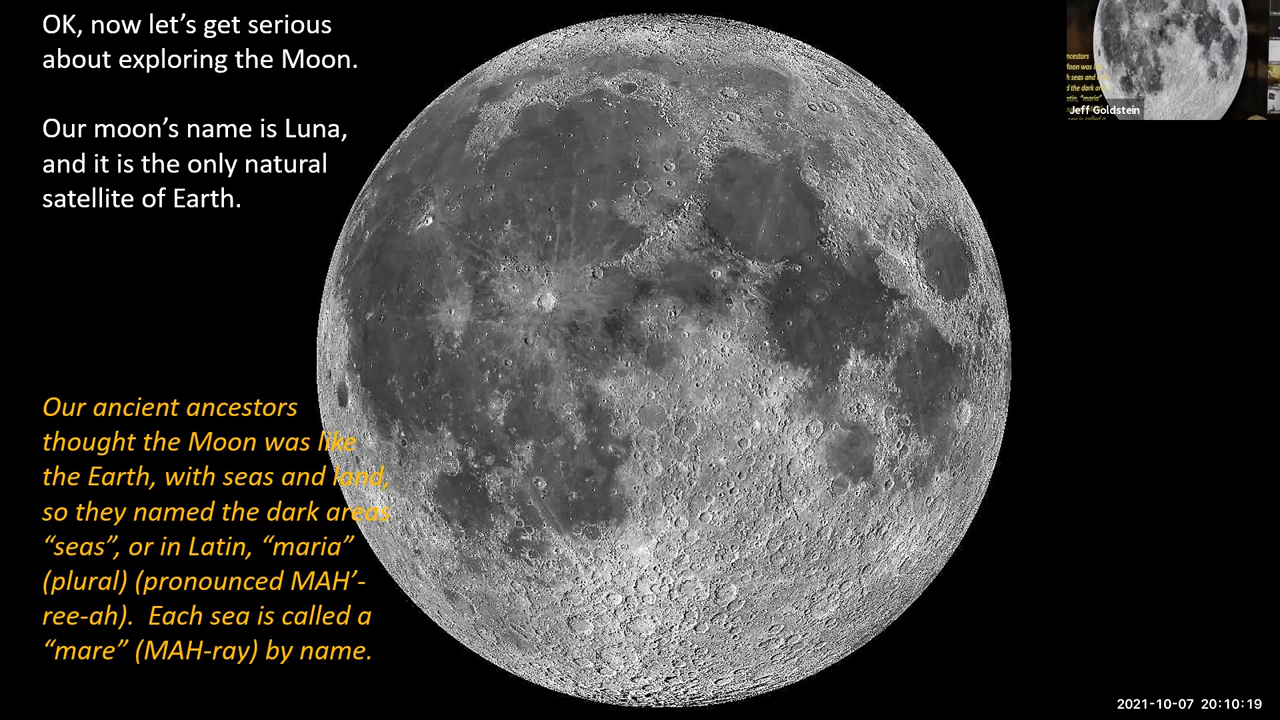 OK, now let’s get serious
about exploring the Moon.
Our moon’s name is Luna,
and it is the only natural
satellite of Earth.
Our ancient ancestors
thought the Moon was like
the Earth, with seas and land,
so they named the dark areas
“seas”, or in Latin, “maria”
(plural) (pronounced MAH’-
ree-ah).  Each sea is called a
“mare” (MAH-ray) by name.
Jeff Goldstein
2021-10-07 20:10:19